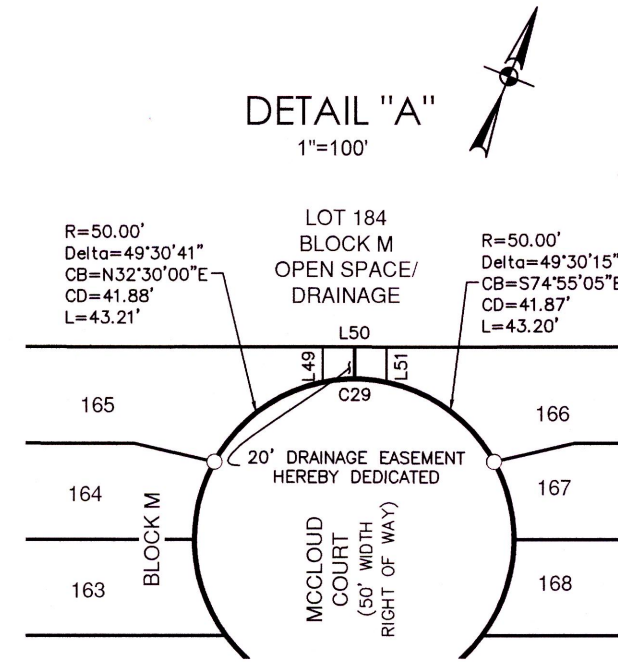 DETAIL "A"
1"=100'
R=50.00'
Delta=49°30'41"
CB=N32°30'00"E
CD=41.88'
L=43.21'
LOT 184
BLOCK M
OPEN SPACE/
DRAINAGE
R=50.00'
Delta=49°30'15"
CB=S74°55'05"E
CD=41.87'
L=43.20'
L50
L49
L51
C29
165
166
20' DRAINAGE EASEMENT
HEREBY DEDICATED
164
167
BLOCK M
MCCLOUD
COURT
(50' WIDTH
RIGHT OF WAY)
163
168